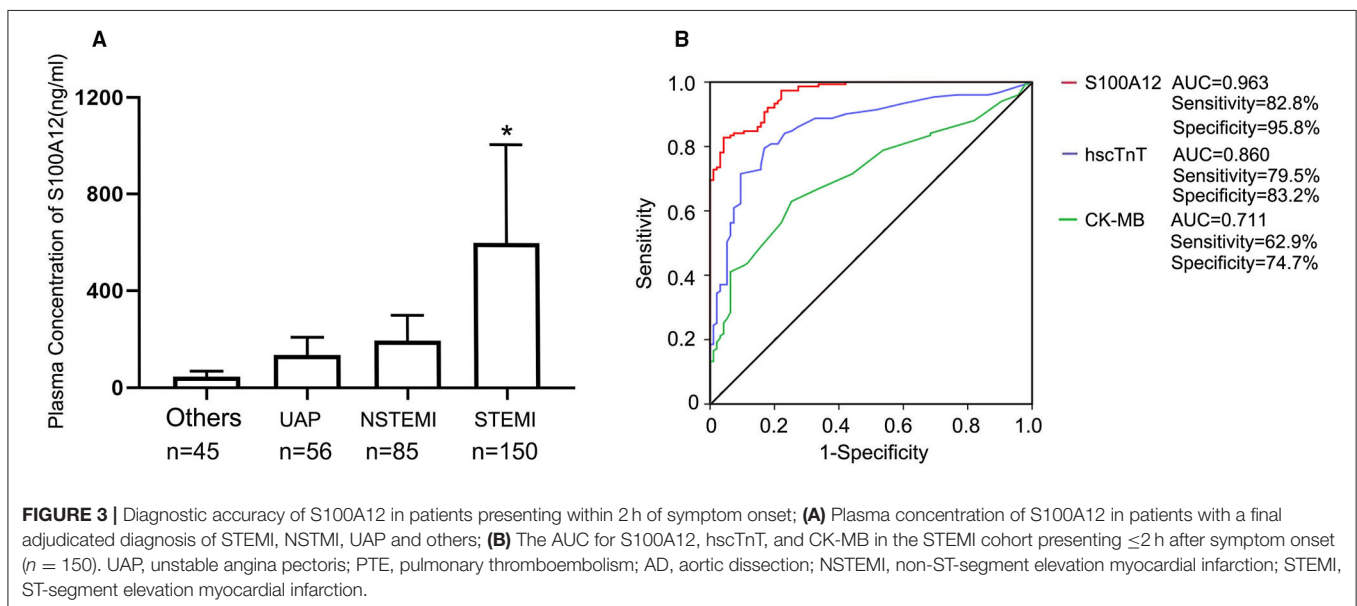 A
Plasma Concentration of S100A12(ng/ml)
1200
800
400
0
*
Others
UAP
NSTEMI
STEMI
n=45
n=56
n=85
n=150
B
Sensitivity
1.0
0.8
0.6
0.4
0.2
0
0
0.2
0.4
0.6
0.8
1.0
1-Specificity
S100A12 AUC=0.963
Sensitivity=82.8%
Specificity=95.8%
hscTnT AUC=0.860
Sensitivity=79.5%
Specificity=83.2%
CK-MB AUC=0.711
Sensitivity=62.9%
Specificity=74.7%
FIGURE 3 | Diagnostic accuracy of S100A12 in patients presenting within 2 h of symptom onset; (A) Plasma concentration of S100A12 in patients with a final
adjudicated diagnosis of STEMI, NSTMI, UAP and others; (B) The AUC for S100A12, hscTnT, and CK-MB in the STEMI cohort presenting ≤2 h after symptom onset
(n = 150). UAP, unstable angina pectoris; PTE, pulmonary thromboembolism; AD, aortic dissection; NSTEMI, non-ST-segment elevation myocardial infarction; STEMI,
ST-segment elevation myocardial infarction.